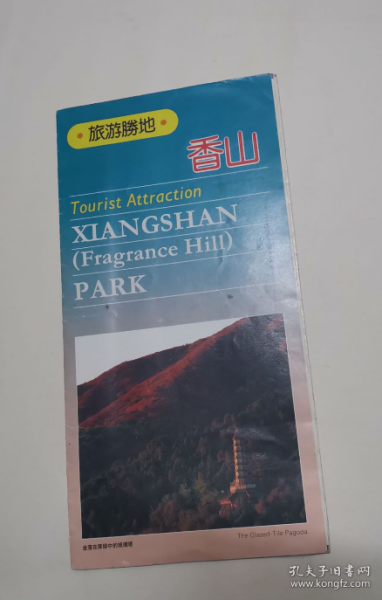 •旅游勝地•
香山
Tourist Attraction
XIANGSHAN
(Fragrance Hill)
PARK
The Glazed Tile Pagoda
孔夫子旧书网
www.kongfz.com